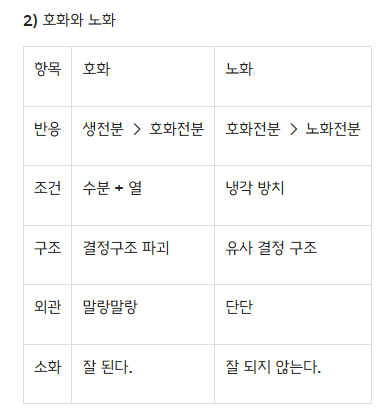 2) 호화와 노화
항목 호화 노화
반응 생전분 > 호화전분 호화전분 > 노화전분
조건 수분 + 열 냉각 방치
구조 결정구조 파괴 유사 결정 구조
외관 말랑말랑 단단
소화 잘 된다. 잘 되지 않는다.